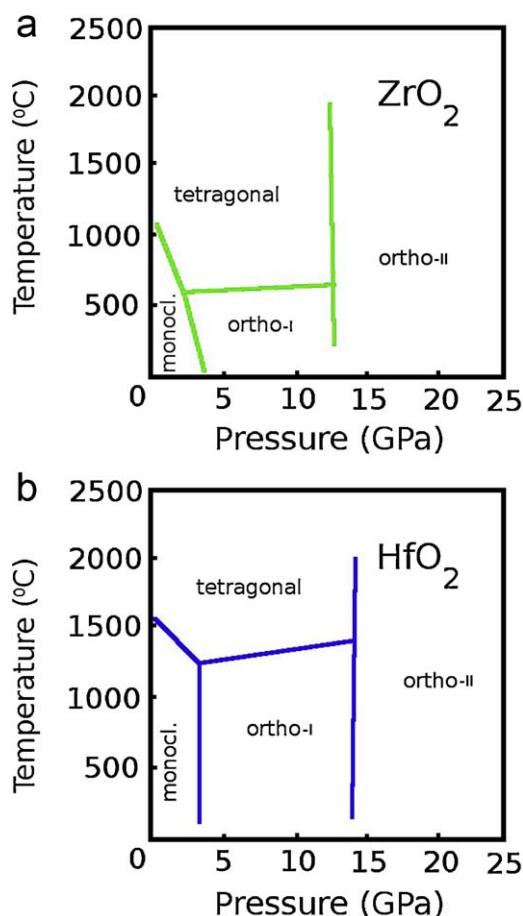 a
2500
2000
1500
1000
500
0
Temperature (⁰C)
ZrO₂
tetragonal
monocl.
ortho-I
ortho-II
5
10
15
20
25
Pressure (GPa)
b
2500
2000
1500
1000
500
0
Temperature (⁰C)
HfO₂
tetragonal
monocl.
ortho-I
ortho-II
5
10
15
20
25
Pressure (GPa)